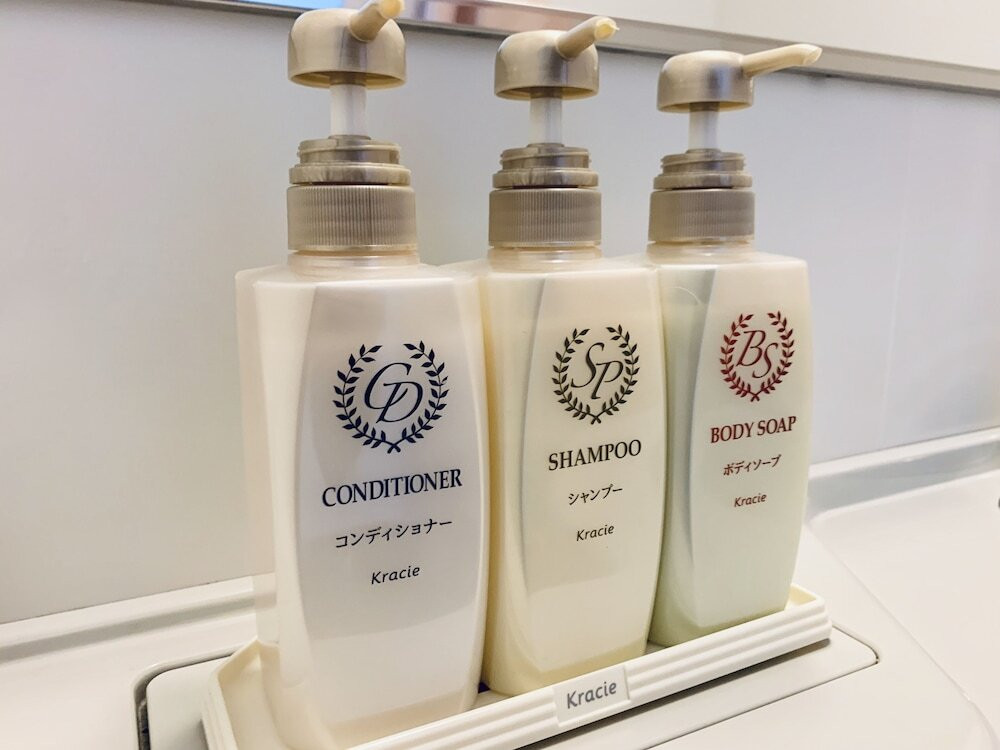 CD
CONDITIONER
コンディショナー
Kracie
SP
SHAMPOO
シャンプー
Kracie
BS
BODY SOAP
ボディソープ
Kracie
Kracie